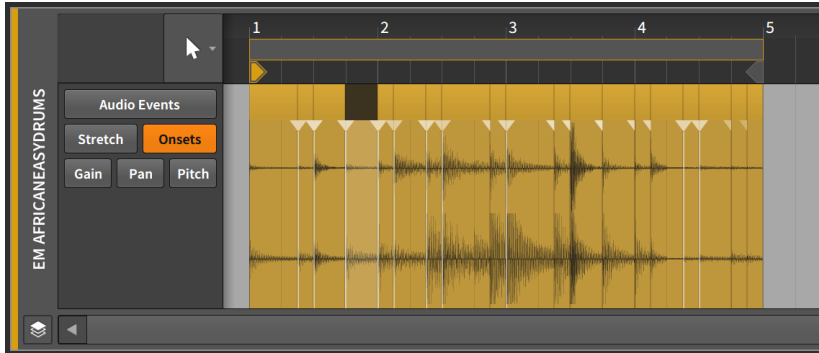 1 2 3 4 5
EM AFRICANEASYDRUMS
Audio Events
Stretch Onsets
Gain Pan Pitch